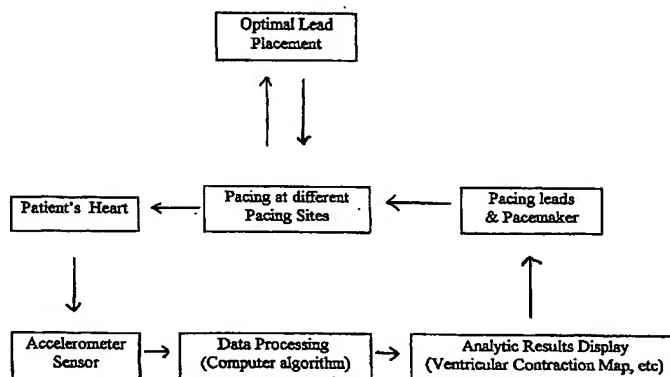 Optimal Lead
Placement
Patient's Heart
Pacing at different
Pacing Sites
Pacing leads
& Pacemaker
Accelerometer
Sensor
Data Processing
(Computer algorithm)
Analytic Results Display
(Ventricular Contraction Map, etc)